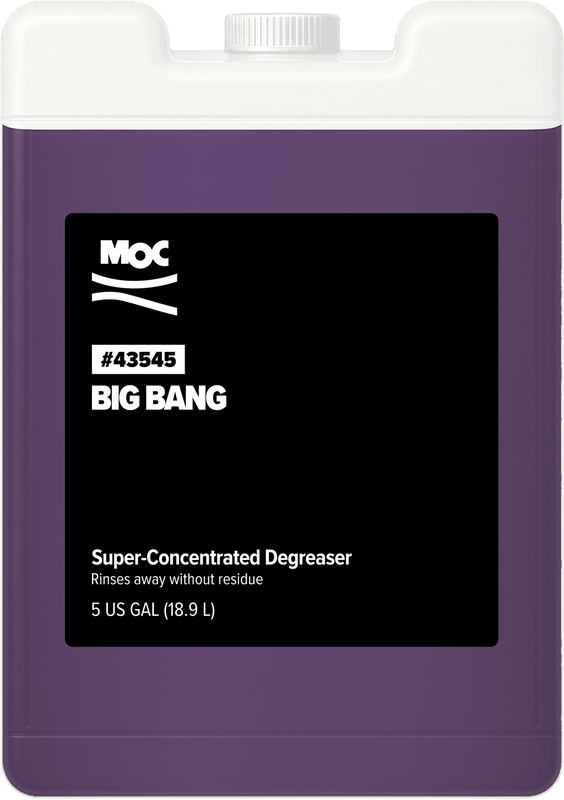 MOC
#43545
BIG BANG
Super-Concentrated Degreaser
Rinses away without residue
5 US GAL (18.9 L)